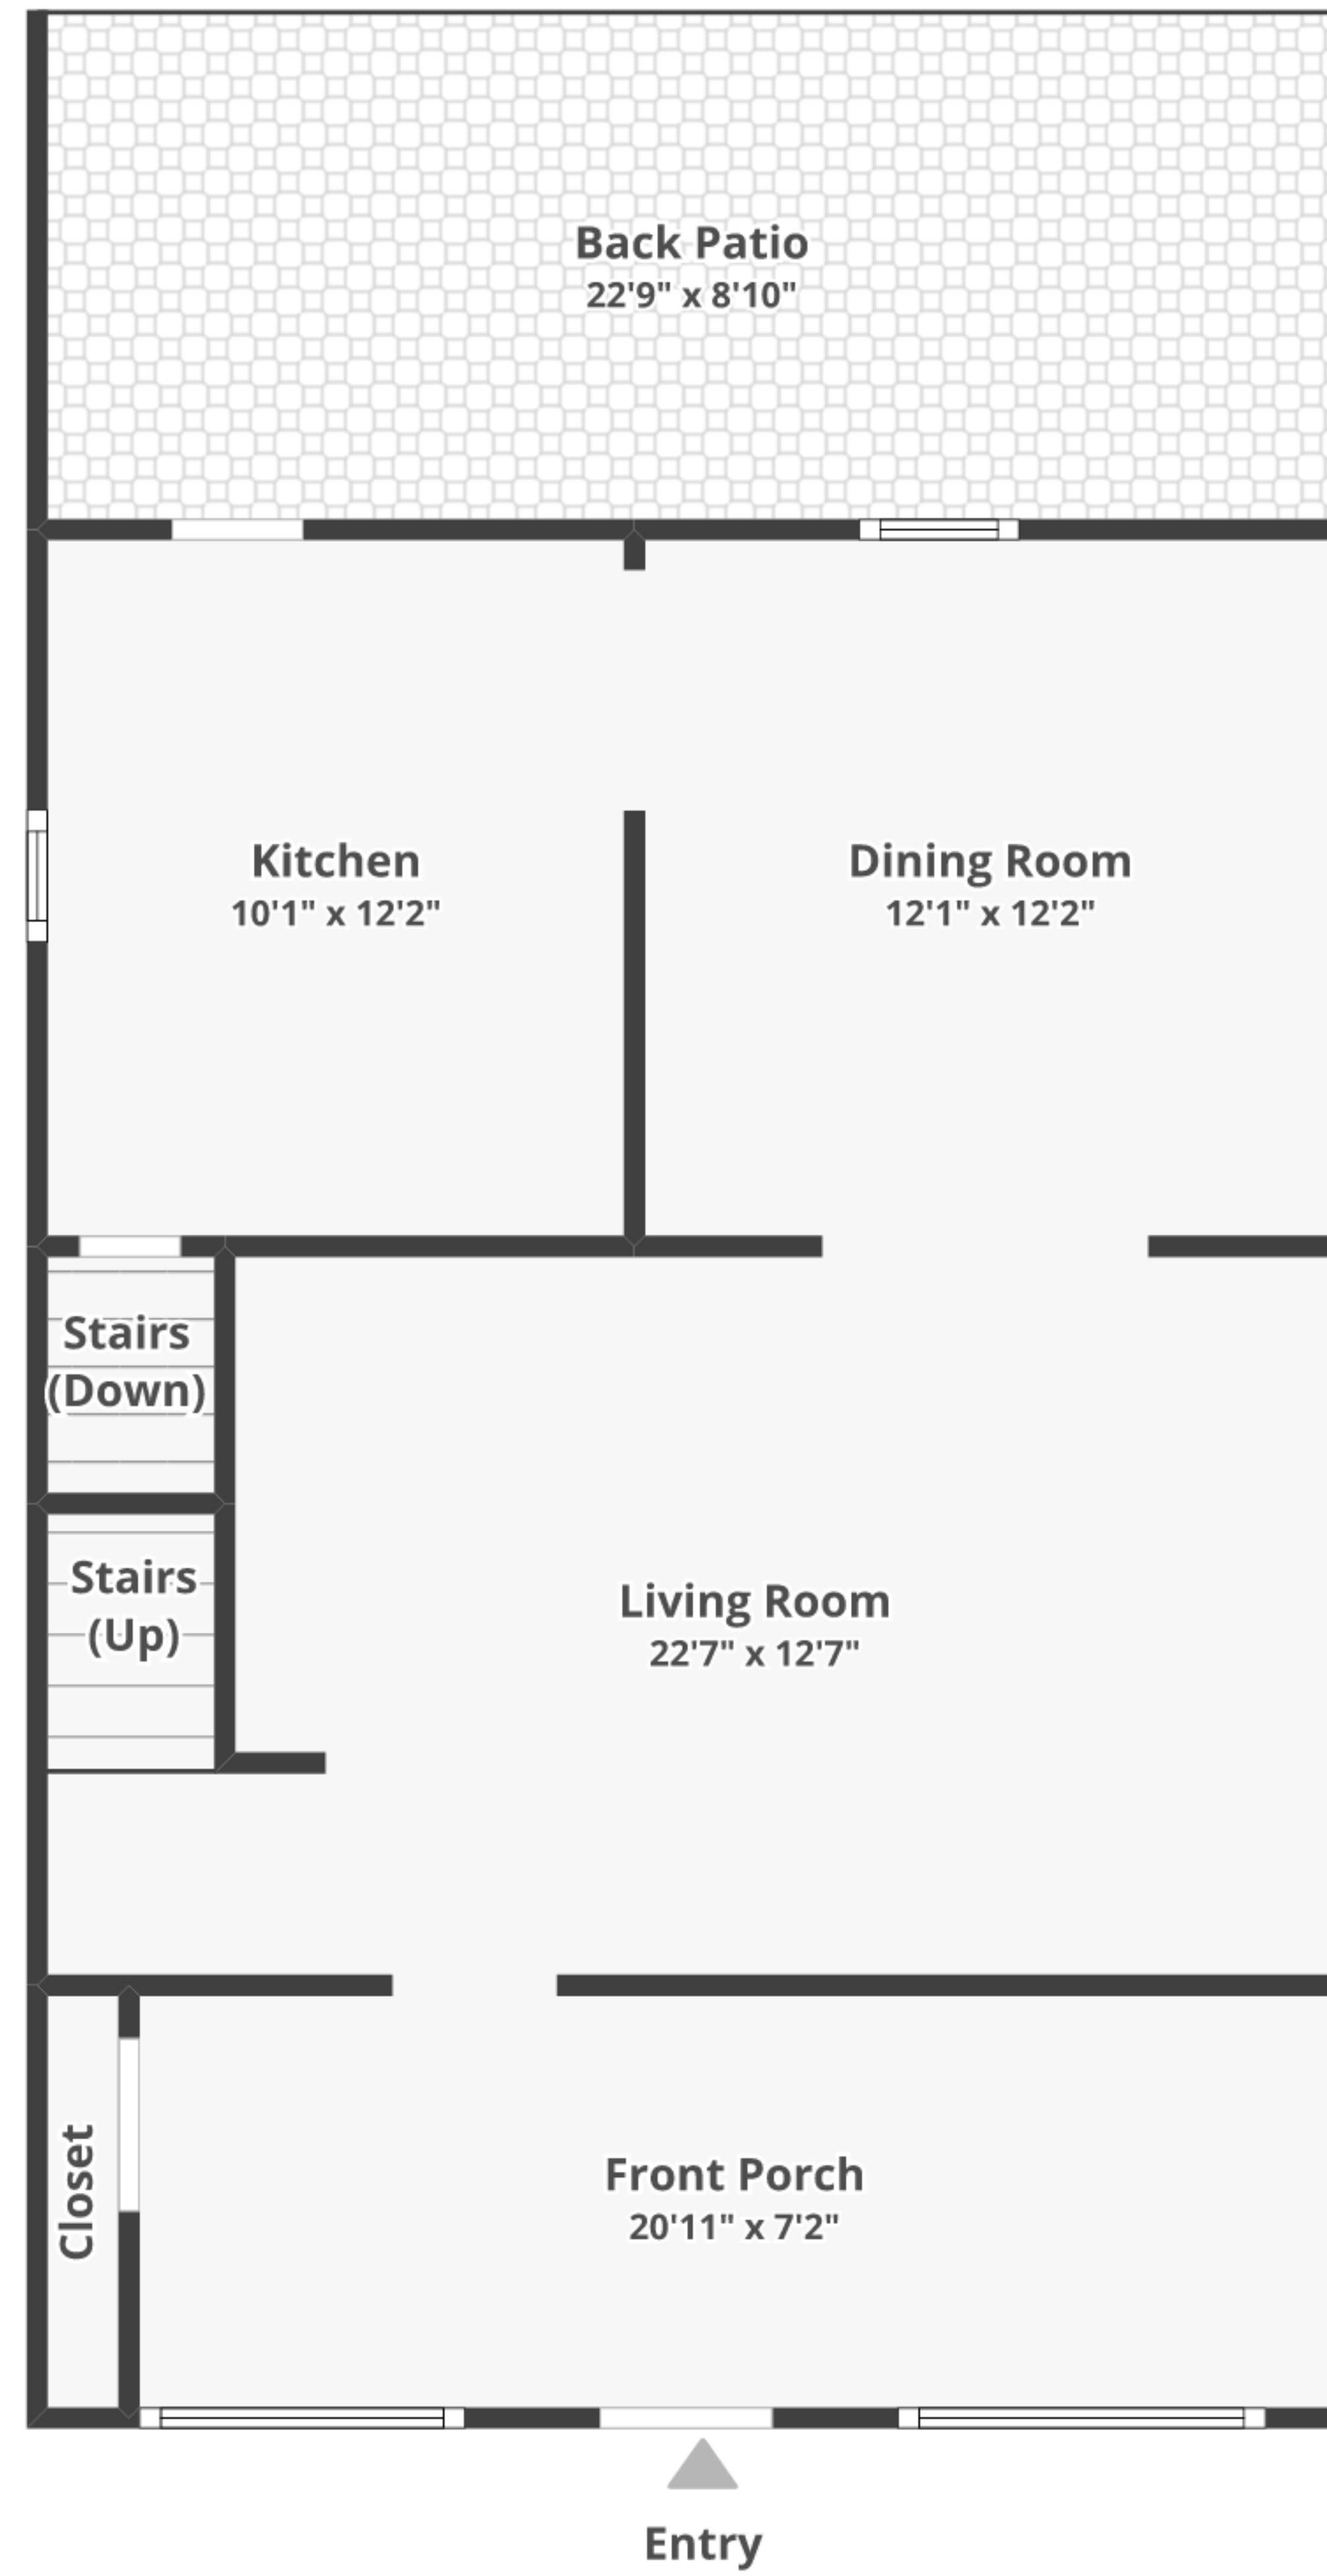 Back Patio
22'9" x 8'10"
Kitchen
10'1" x 12'2"
Dining Room
12'1" x 12'2"
Stairs
(Down)
Stairs
(Up)
Living Room
22'7" x 12'7"
Closet
Front Porch
20'11" x 7'2"
Entry